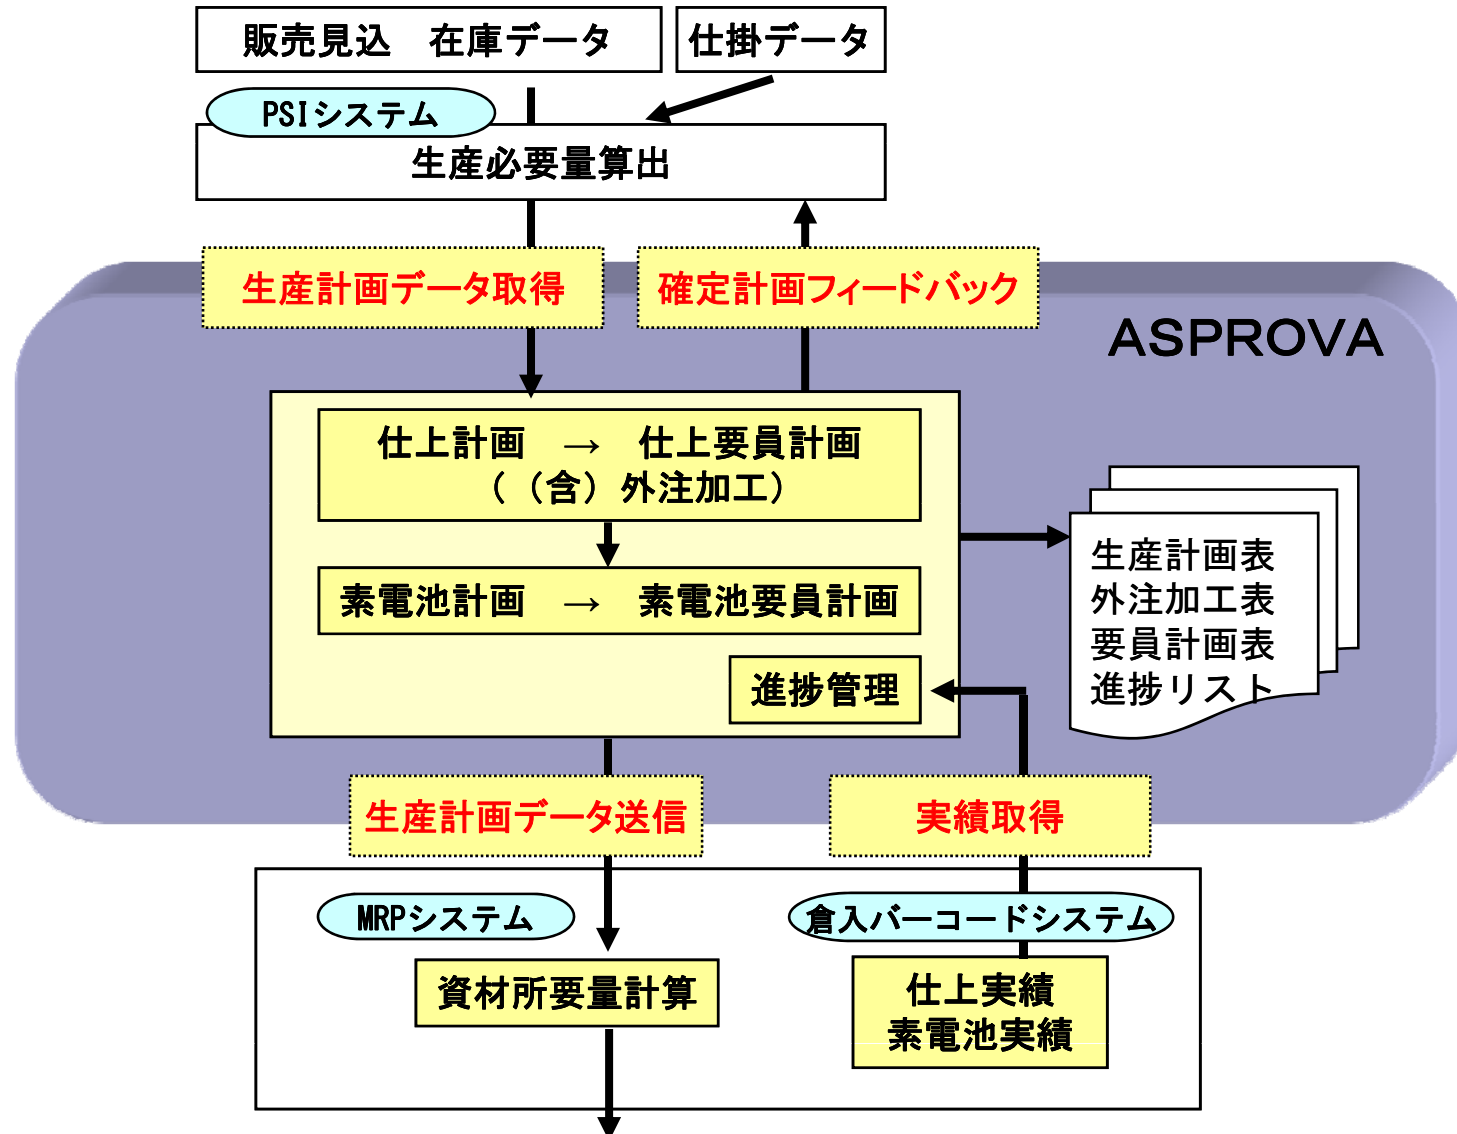 販売見込　在庫データ
仕掛データ
PSIシステム
生産必要量算出
生産計画データ取得
確定計画フィードバック
ASPROVA
仕上計画　→　仕上要員計画
（（含）外注加工）
素電池計画　→　素電池要員計画
進捗管理
生産計画表
外注加工表
要員計画表
進捗リスト
生産計画データ送信
実績取得
MRPシステム
倉入バーコードシステム
資材所要量計算
仕上実績
素電池実績